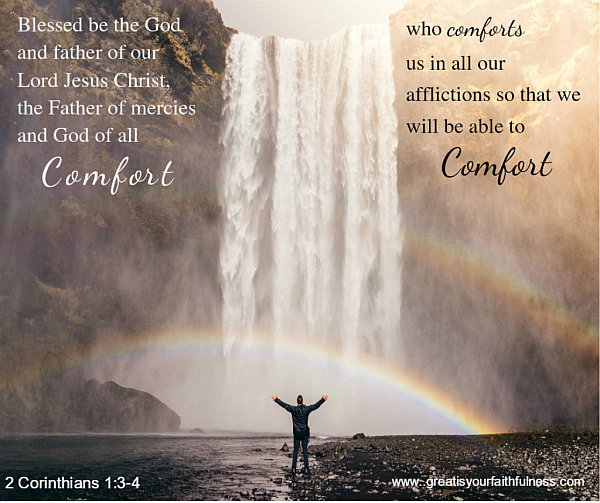 Blessed be the God
and father of our
Lord Jesus Christ,
the Father of mercies
and God of all
Comfort
who comforts
us in all our
afflictions so that we
will be able to
Comfort
2 Corinthians 1:3-4
www. greatisyourfaithfulness.com